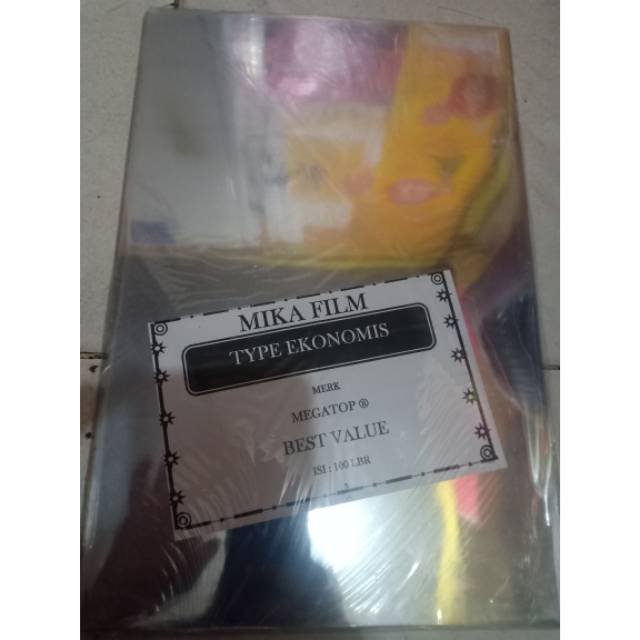 MIKA FILM
TYPE EKONOMIS
MERK
MEGATOP ®
BEST VALUE
ISI : 100 LBR